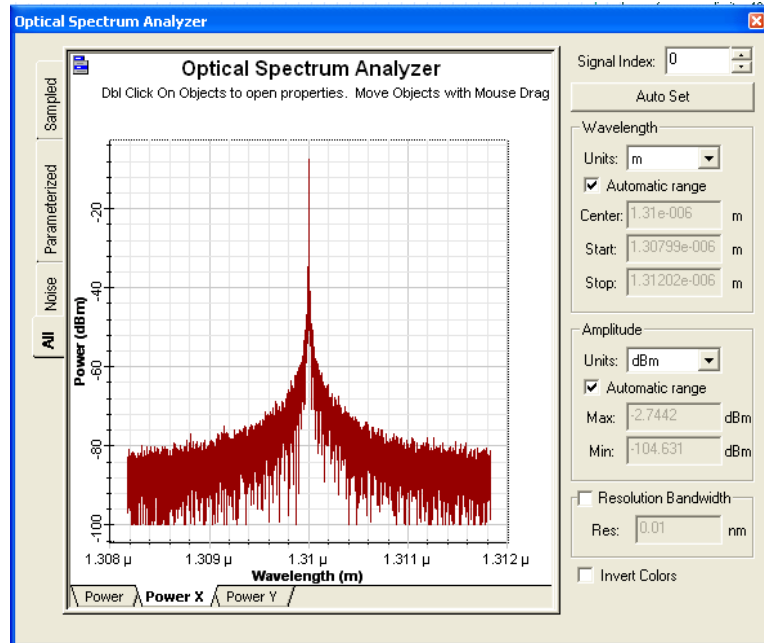 Optical Spectrum Analyzer
Optical Spectrum Analyzer
Dbl Click On Objects to open properties. Move Objects with Mouse Drag
Sampled
Parameterized
Noise
All
Power (dBm)
-20
-40
-60
-80
-100
1.308 µ
1.309 µ
1.31 µ
1.311 µ
1.312 µ
Wavelength (m)
Power
Power X
Power Y
Signal Index: 0
Auto Set
Wavelength
Units: m
Automatic range
Center: 1.31e-006 m
Start: 1.30799e-006 m
Stop: 1.31202e-006 m
Amplitude
Units: dBm
Automatic range
Max: -2.7442 dBm
Min: -104.631 dBm
Resolution Bandwidth
Res: 0.01 nm
Invert Colors